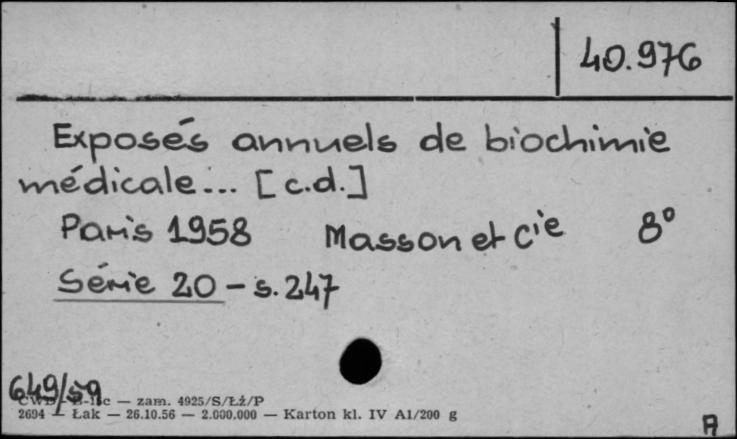 40.976
Exposés annuels de biochimie
médicale... [c.d.]
Paris 1958 Masson et Cie 8°
Série 20 - s. 247
649/59
— zam. 4925/S/Łż/P
2694 — Łak — 26.10.56 — 2.000.000 — Karton kl. IV A1/200 g
A